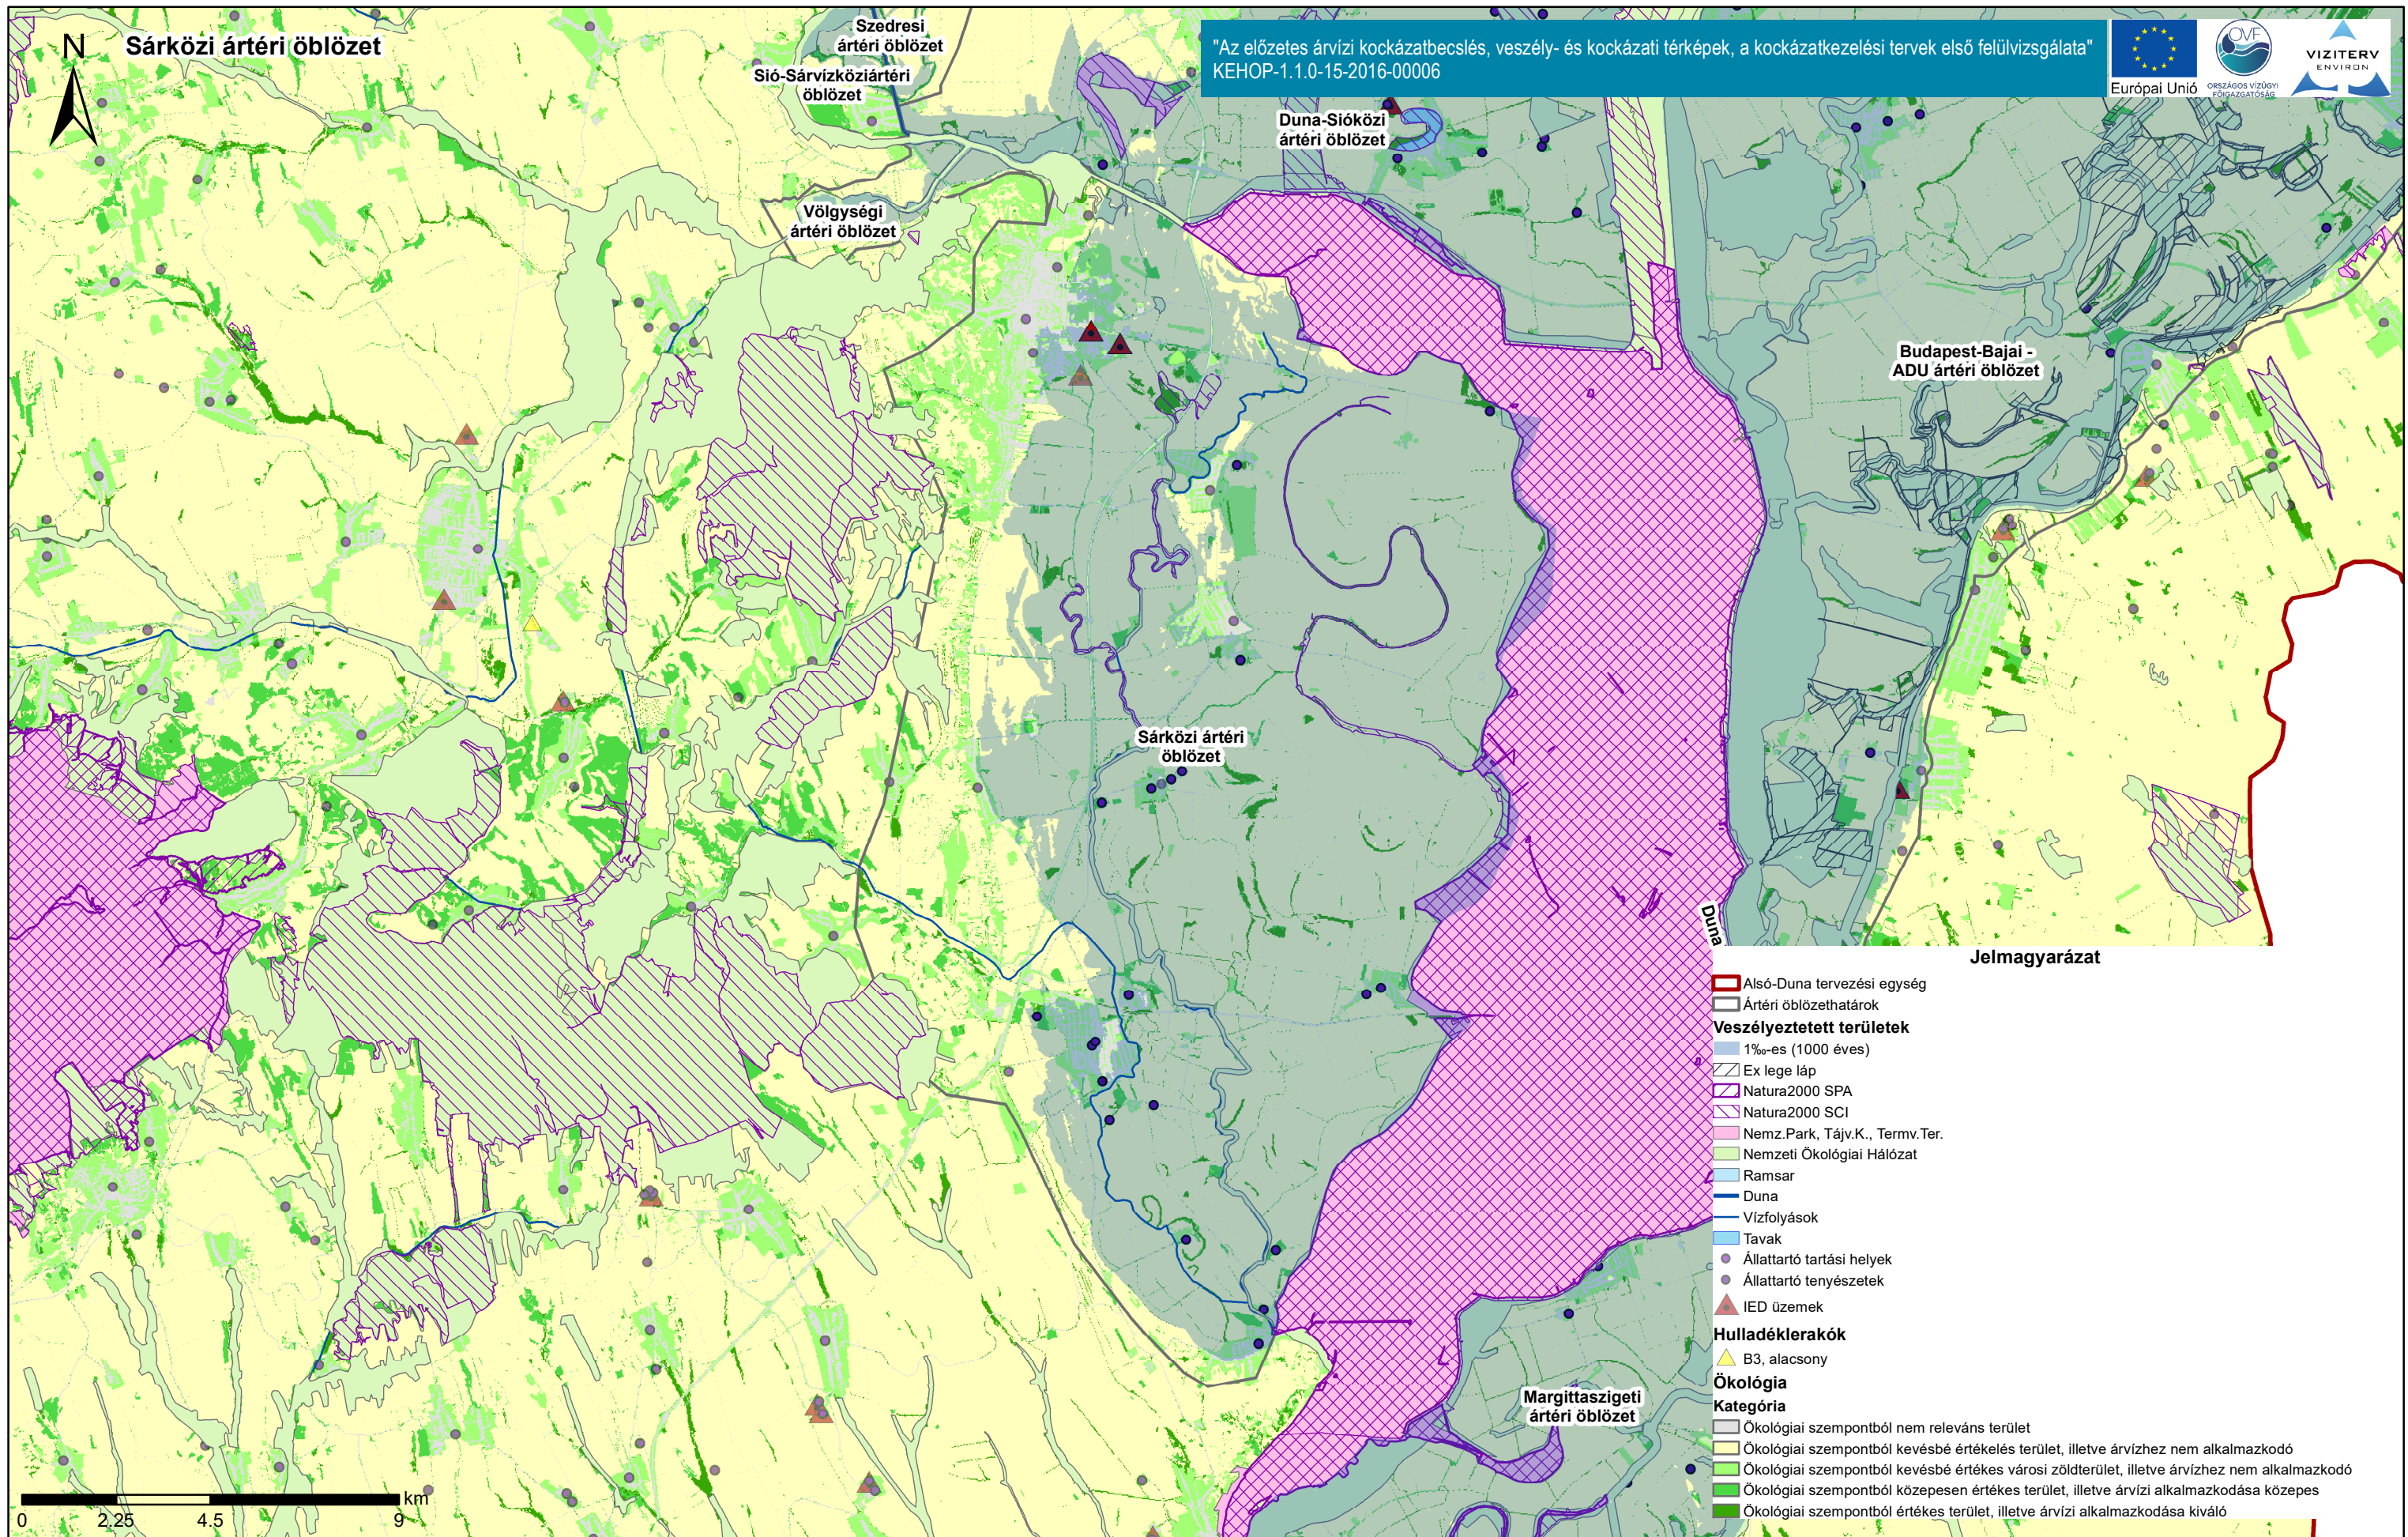 Sárközi ártéri öblözet
N
"Az előzetes árvízi kockázatbecslés, veszély- és kockázati térképek, a kockázatkezelési tervek első felülvizsgálata"
KEHOP-1.1.0-15-2016-00006
Európai Unió
OVF
ORSZÁGOS VÍZÜGYI
FŐIGAZGATÓSÁG
VIZITERV
ENVIRON
Szedresi
ártéri öblözet
Sió-Sárvízköziártéri
öblözet
Duna-Sióközi
ártéri öblözet
Völgységi
ártéri öblözet
Budapest-Bajai -
ADU ártéri öblözet
Sárközi ártéri
öblözet
Duna
Margittaszigeti
ártéri öblözet
Jelmagyarázat
Alsó-Duna tervezési egység
Ártéri öblözethatárok
Veszélyeztetett területek
1‰-es (1000 éves)
Ex lege láp
Natura2000 SPA
Natura2000 SCI
Nemz.Park, Tájv.K., Termv.Ter.
Nemzeti Ökológiai Hálózat
Ramsar
Duna
Vízfolyások
Tavak
Állattartó tartási helyek
Állattartó tenyészetek
IED üzemek
Hulladéklerakók
B3, alacsony
Ökológia
Kategória
Ökológiai szempontból nem releváns terület
Ökológiai szempontból kevésbé értékelés terület, illetve árvízhez nem alkalmazkodó
Ökológiai szempontból kevésbé értékes városi zöldterület, illetve árvízhez nem alkalmazkodó
Ökológiai szempontból közepesen értékes terület, illetve árvízi alkalmazkodása közepes
Ökológiai szempontból értékes terület, illetve árvízi alkalmazkodása kiváló
km
0 2.25 4.5 9